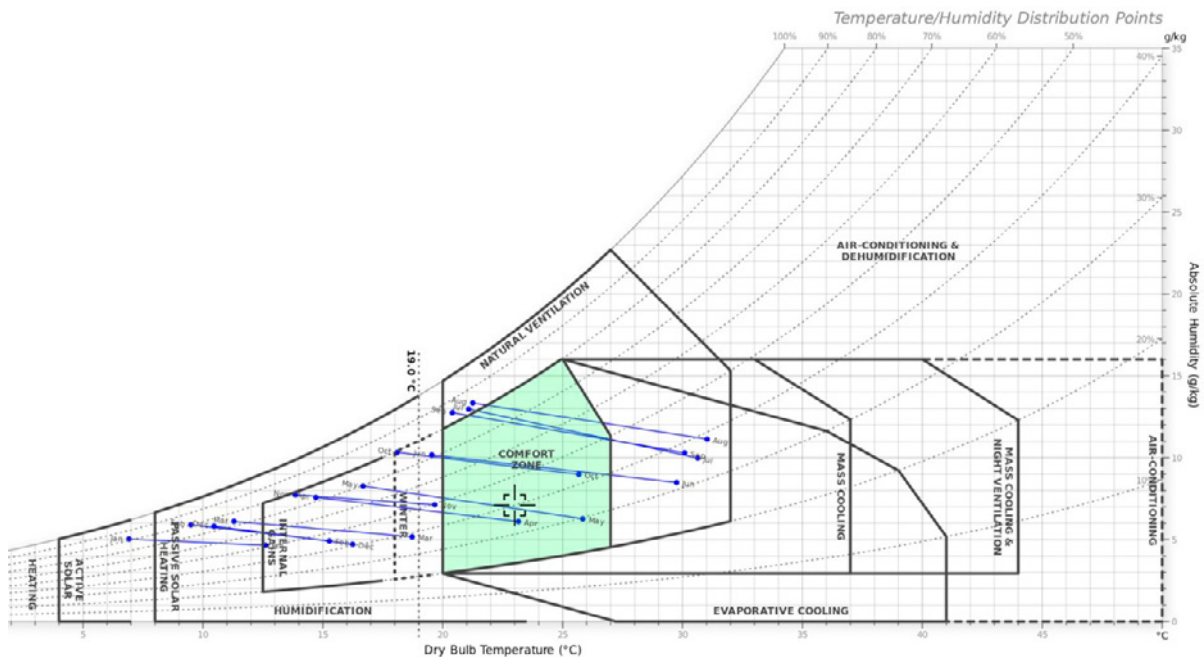 Temperature/Humidity Distribution Points
100% 90% 80% 70% 60% 50%
g/kg
35
40%
30
30%
25
AIR-CONDITIONING &
DEHUMIDIFICATION
20
NATURAL VENTILATION
20%
19.0 °C
15
Aug
Aug
Sep
Jul
Oct
Jun
COMFORT
ZONE
10
Oct
Jun
10%
May
Nov
Nov
May
Apr
Mar
Mar
Dec
Dec
Feb
Jan
5
WINTER
INTERNAL
GAINS
PASSIVE SOLAR
HEATING
ACTIVE
SOLAR
HEATING
MASS COOLING
MASS COOLING &
NIGHT VENTILATION
AIR-CONDITIONING
HUMIDIFICATION
EVAPORATIVE COOLING
0
5 10 15 20 25 30 35 40 45 °C
Dry Bulb Temperature (°C)
Absolute Humidity (g/kg)